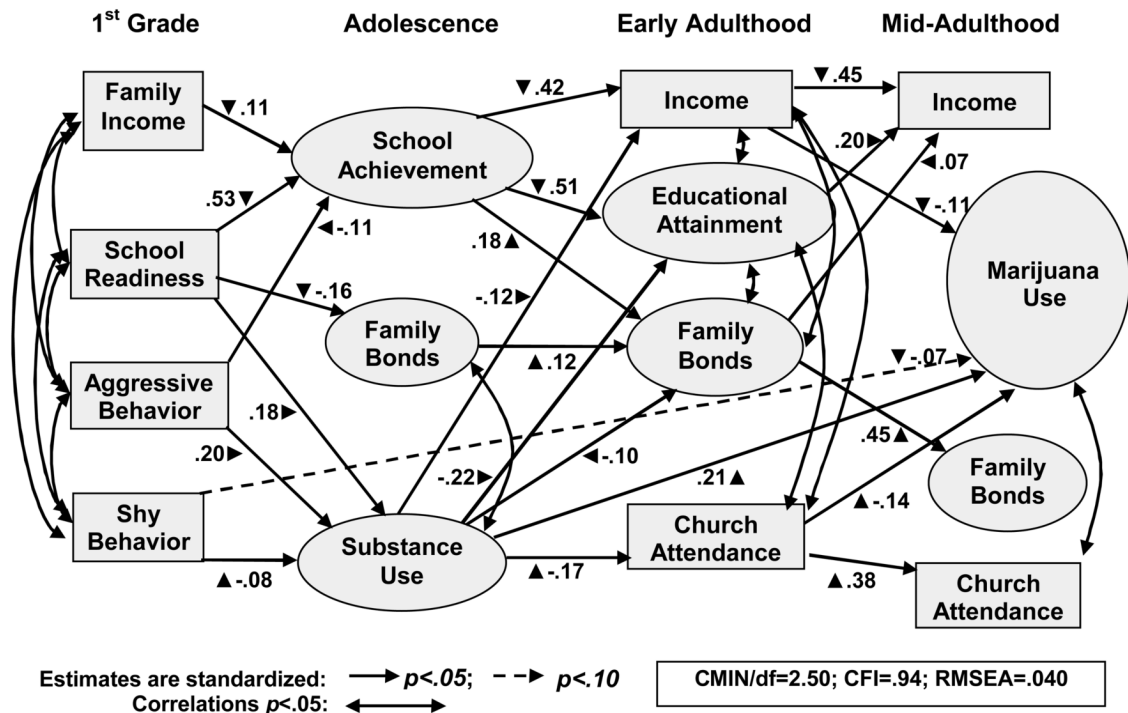 1st Grade
Adolescence
Early Adulthood
Mid-Adulthood
Family
Income
▼.11
School
Achievement
▼.42
Income
▼.45
Income
.20►
◄.07
.53▼
◄-.11
▼.51
Educational
Attainment
▼-.11
School
Readiness
.18▲
Marijuana
Use
▼-.16
-.12►
Family
Bonds
▲.12
Family
Bonds
▼-.07
Aggressive
Behavior
.18►
.20►
-.22►
◄-.10
.21▲
.45▲
Family
Bonds
▲-.14
Shy
Behavior
▲-.08
Substance
Use
▲-.17
Church
Attendance
▲.38
Church
Attendance
Estimates are standardized: p<.05; p<.10
Correlations p<.05:
CMIN/df=2.50; CFI=.94; RMSEA=.040